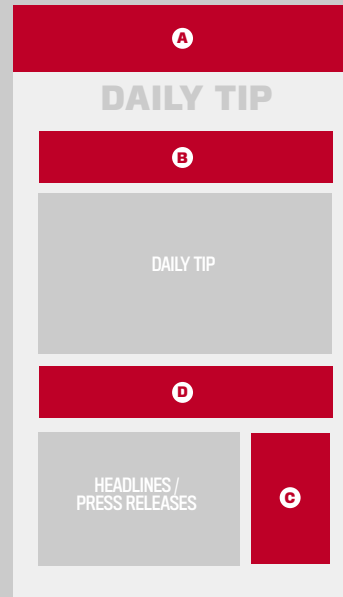 A
DAILY TIP
B
DAILY TIP
D
HEADLINES /
PRESS RELEASES
C